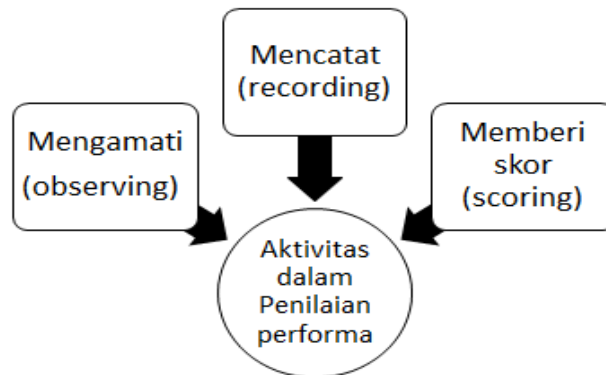 Mengamati
(observing)
Mencatat
(recording)
Memberi
skor
(scoring)
Aktivitas
dalam
Penilaian
performa